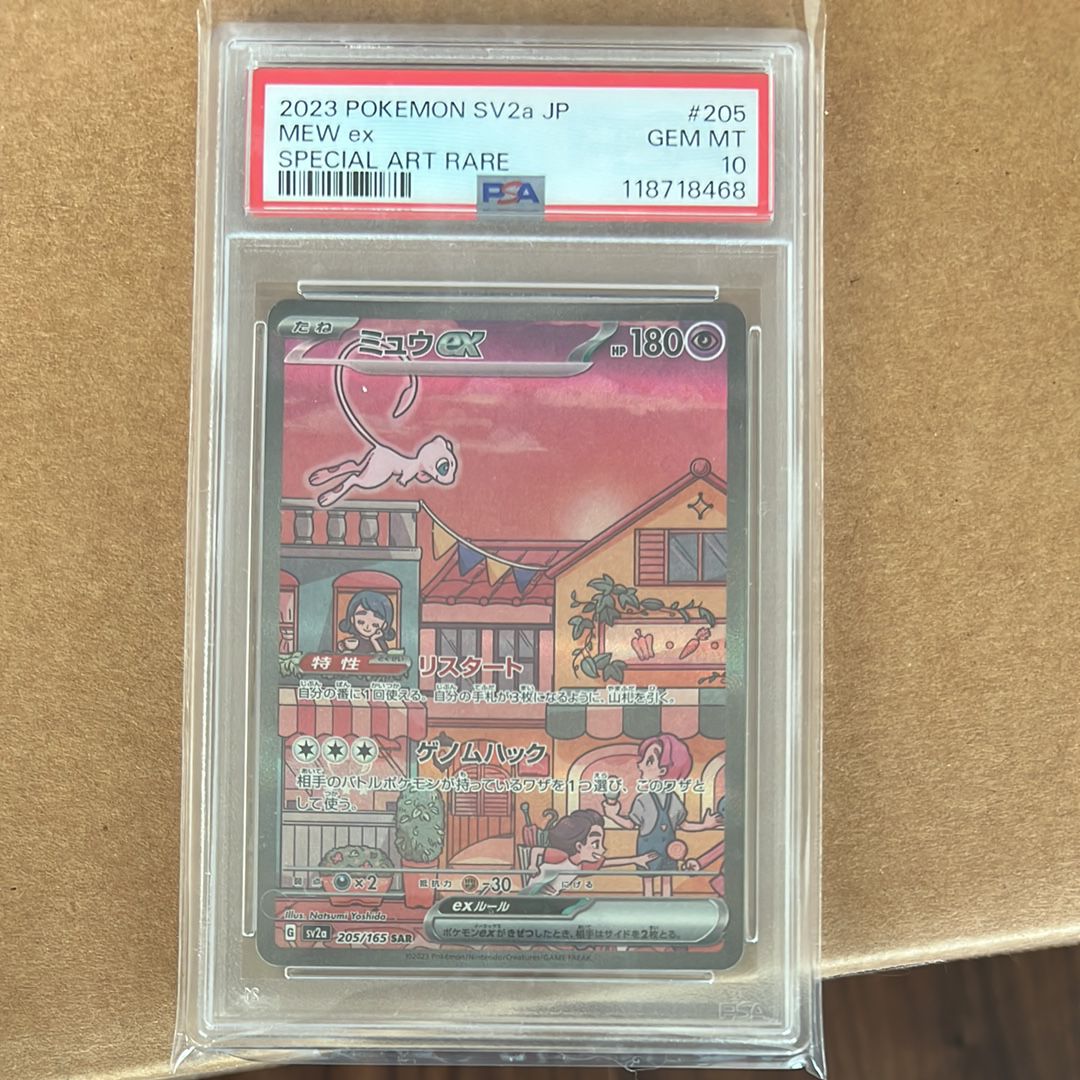 2023 POKEMON SV2a JP #205
MEW ex GEM MT
SPECIAL ART RARE 10
PSA 118718468
たね ミュウex HP 180
特性 とくせい リスタート
自分の番に1回使える。自分の手札が3枚になるように、山札を引く。
ゲノムハック
相手のバトルポケモンが持っているワザを1つ選び、このワザと
して使う。
弱点 ×2 抵抗力 -30 にげる
exルール
ポケモンexがきぜつしたとき、相手はサイドを2枚とる。
Illus. Natsumi Yoshida
G sv2a 205/165 SAR
©2023 Pokémon/Nintendo/Creatures/GAME FREAK.
PSA